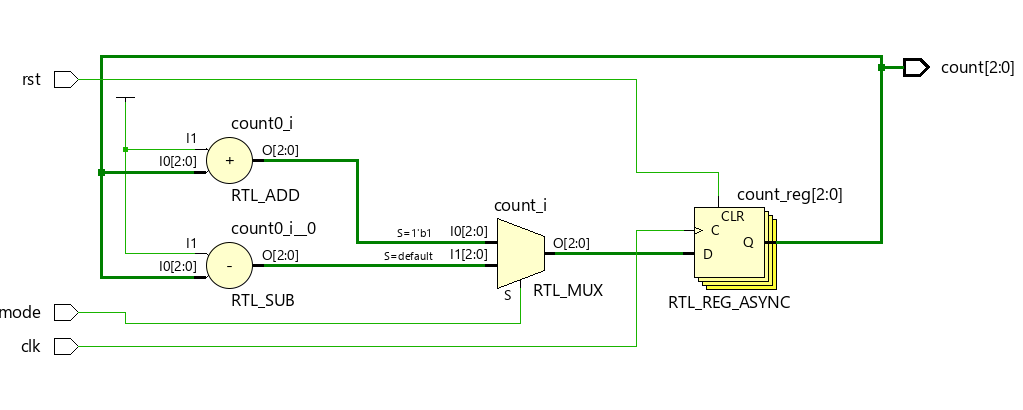 rst
count[2:0]
count0_i
I1
O[2:0]
I0[2:0]
+
RTL_ADD
count_reg[2:0]
count_i
CLR
C
Q
D
RTL_REG_ASYNC
count0_i__0
S=1'b1
I0[2:0]
O[2:0]
I1
O[2:0]
S=default
I1[2:0]
I0[2:0]
-
RTL_SUB
S
RTL_MUX
mode
clk